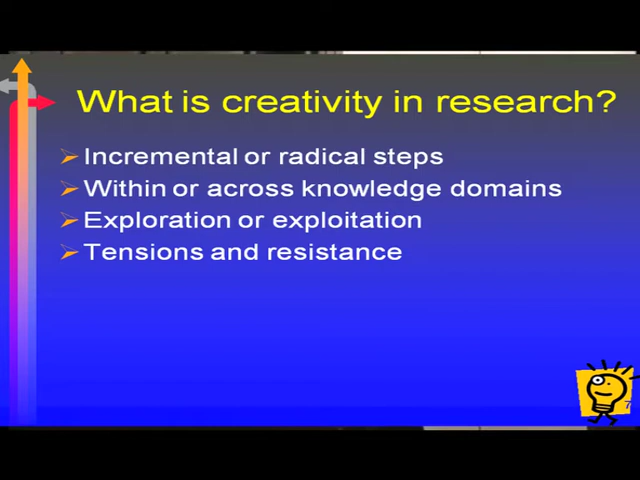 What is creativity in research?
Incremental or radical steps
Within or across knowledge domains
Exploration or exploitation
Tensions and resistance
7